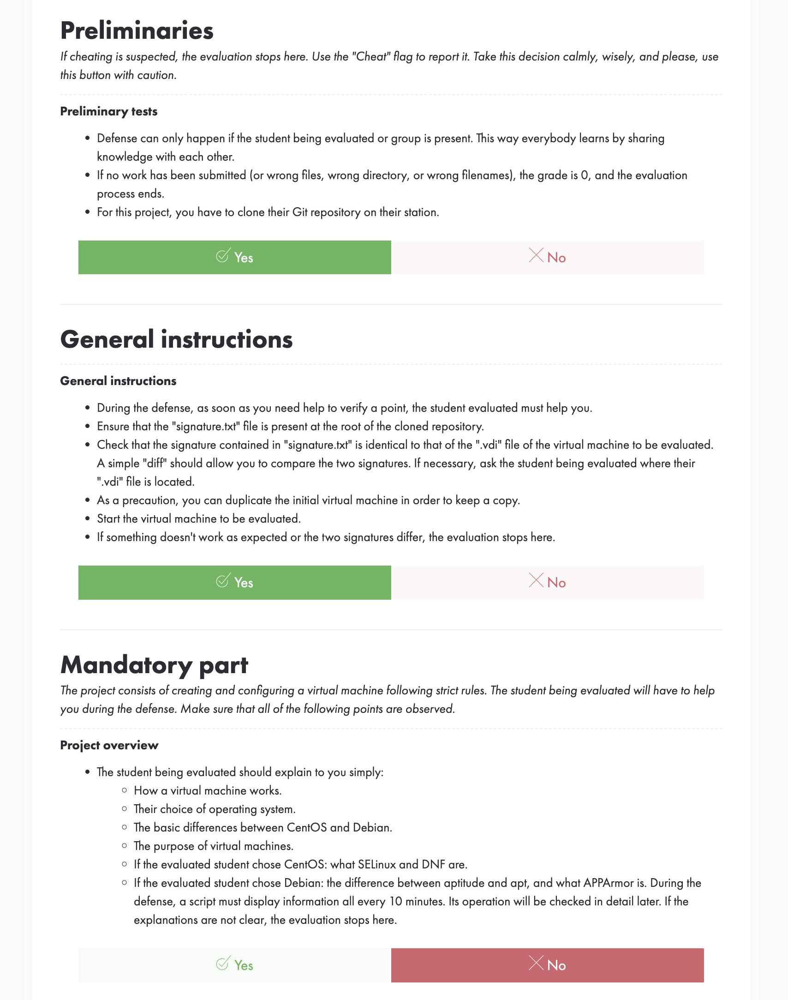 Preliminaries
If cheating is suspected, the evaluation stops here. Use the "Cheat" flag to report it. Take this decision calmly, wisely, and please, use
this button with caution.
Preliminary tests
• Defense can only happen if the student being evaluated or group is present. This way everybody learns by sharing
knowledge with each other.
• If no work has been submitted (or wrong files, wrong directory, or wrong filenames), the grade is 0, and the evaluation
process ends.
• For this project, you have to clone their Git repository on their station.
Yes
No
General instructions
General instructions
• During the defense, as soon as you need help to verify a point, the student evaluated must help you.
• Ensure that the "signature.txt" file is present at the root of the cloned repository.
• Check that the signature contained in "signature.txt" is identical to that of the ".vdi" file of the virtual machine to be evaluated.
A simple "diff" should allow you to compare the two signatures. If necessary, ask the student being evaluated where their
".vdi" file is located.
• As a precaution, you can duplicate the initial virtual machine in order to keep a copy.
• Start the virtual machine to be evaluated.
• If something doesn't work as expected or the two signatures differ, the evaluation stops here.
Yes
No
Mandatory part
The project consists of creating and configuring a virtual machine following strict rules. The student being evaluated will have to help
you during the defense. Make sure that all of the following points are observed.
Project overview
• The student being evaluated should explain to you simply:
◦ How a virtual machine works.
◦ Their choice of operating system.
◦ The basic differences between CentOS and Debian.
◦ The purpose of virtual machines.
◦ If the evaluated student chose CentOS: what SELinux and DNF are.
◦ If the evaluated student chose Debian: the difference between aptitude and apt, and what APPArmor is. During the
defense, a script must display information all every 10 minutes. Its operation will be checked in detail later. If the
explanations are not clear, the evaluation stops here.
Yes
No